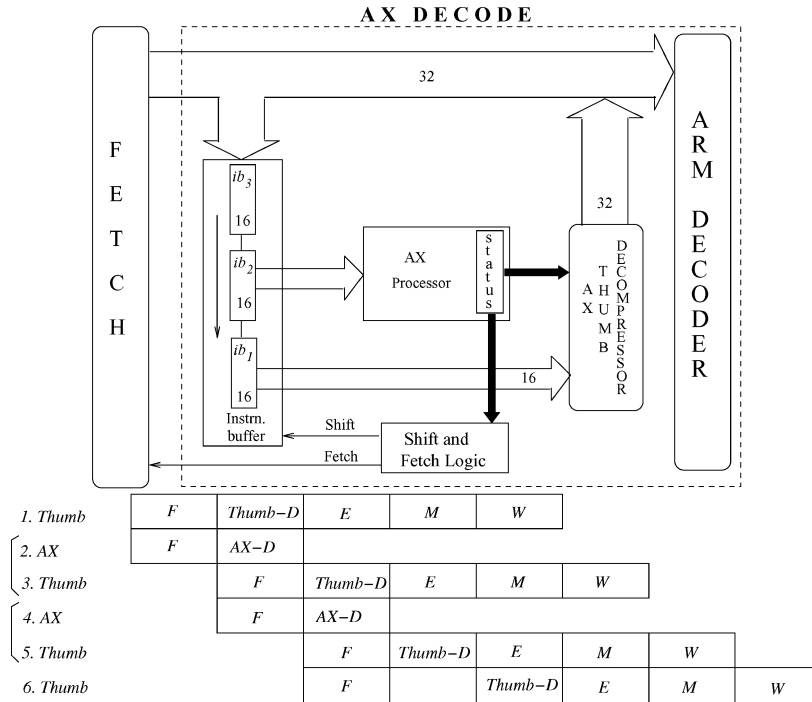 AX DECODE
FETCH
32
ib3
16
ib2
16
ib1
16
Instrn.
buffer
AX
Processor
status
32
AX
THUMB
DECOMPRESSOR
16
Shift
Fetch
Shift and
Fetch Logic
ARM DECODER
1. Thumb F Thumb-D E M W
2. AX F AX-D
3. Thumb F Thumb-D E M W
4. AX F AX-D
5. Thumb F Thumb-D E M W
6. Thumb F Thumb-D E M W